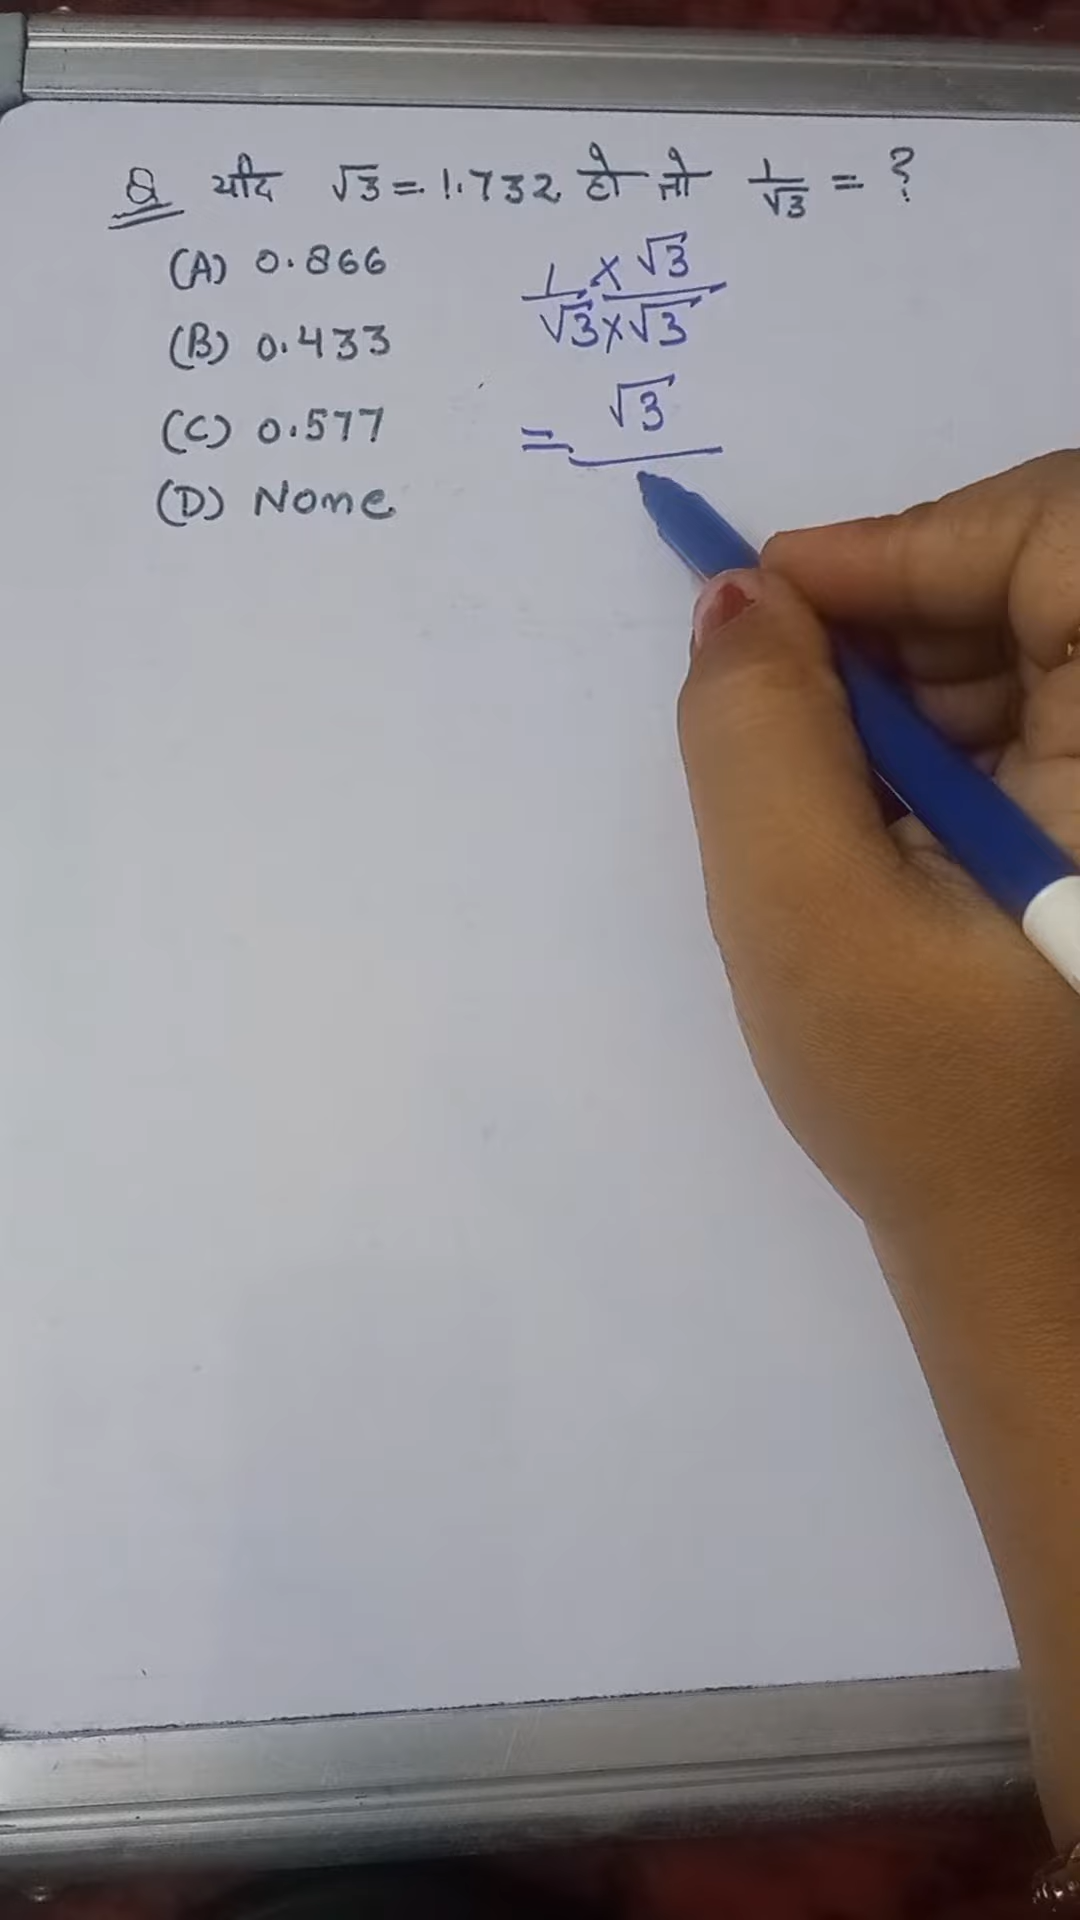 Q यदि √3 = 1.732 हो तो 1/√3 = ?
(A) 0.866
(B) 0.433
(C) 0.577
(D) None
1/√3 × √3/×√3
= √3/